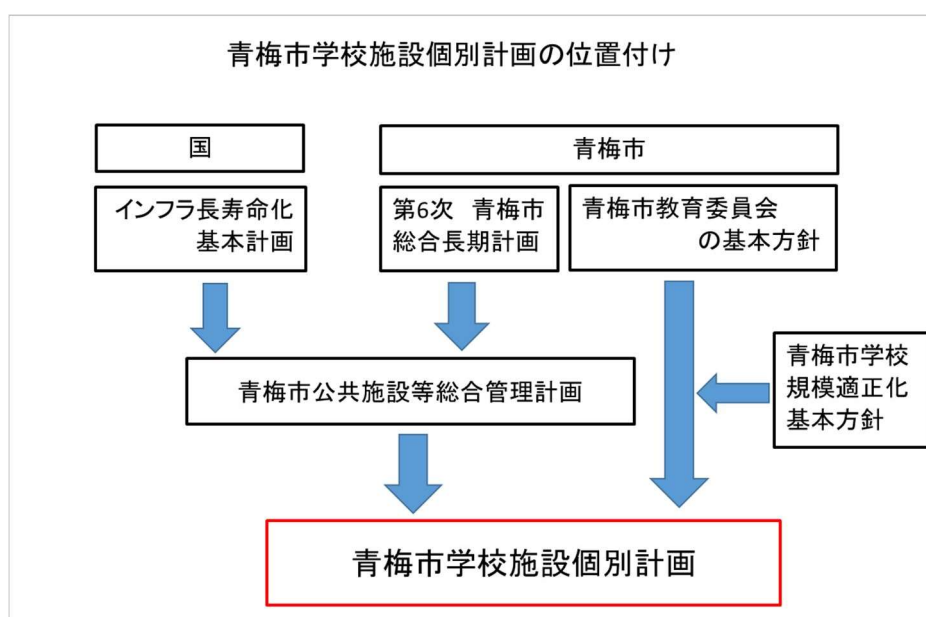 青梅市学校施設個別計画の位置付け
国
青梅市
インフラ長寿命化
基本計画
第6次　青梅市
総合長期計画
青梅市教育委員会
の基本方針
青梅市公共施設等総合管理計画
青梅市学校
規模適正化
基本方針
青梅市学校施設個別計画